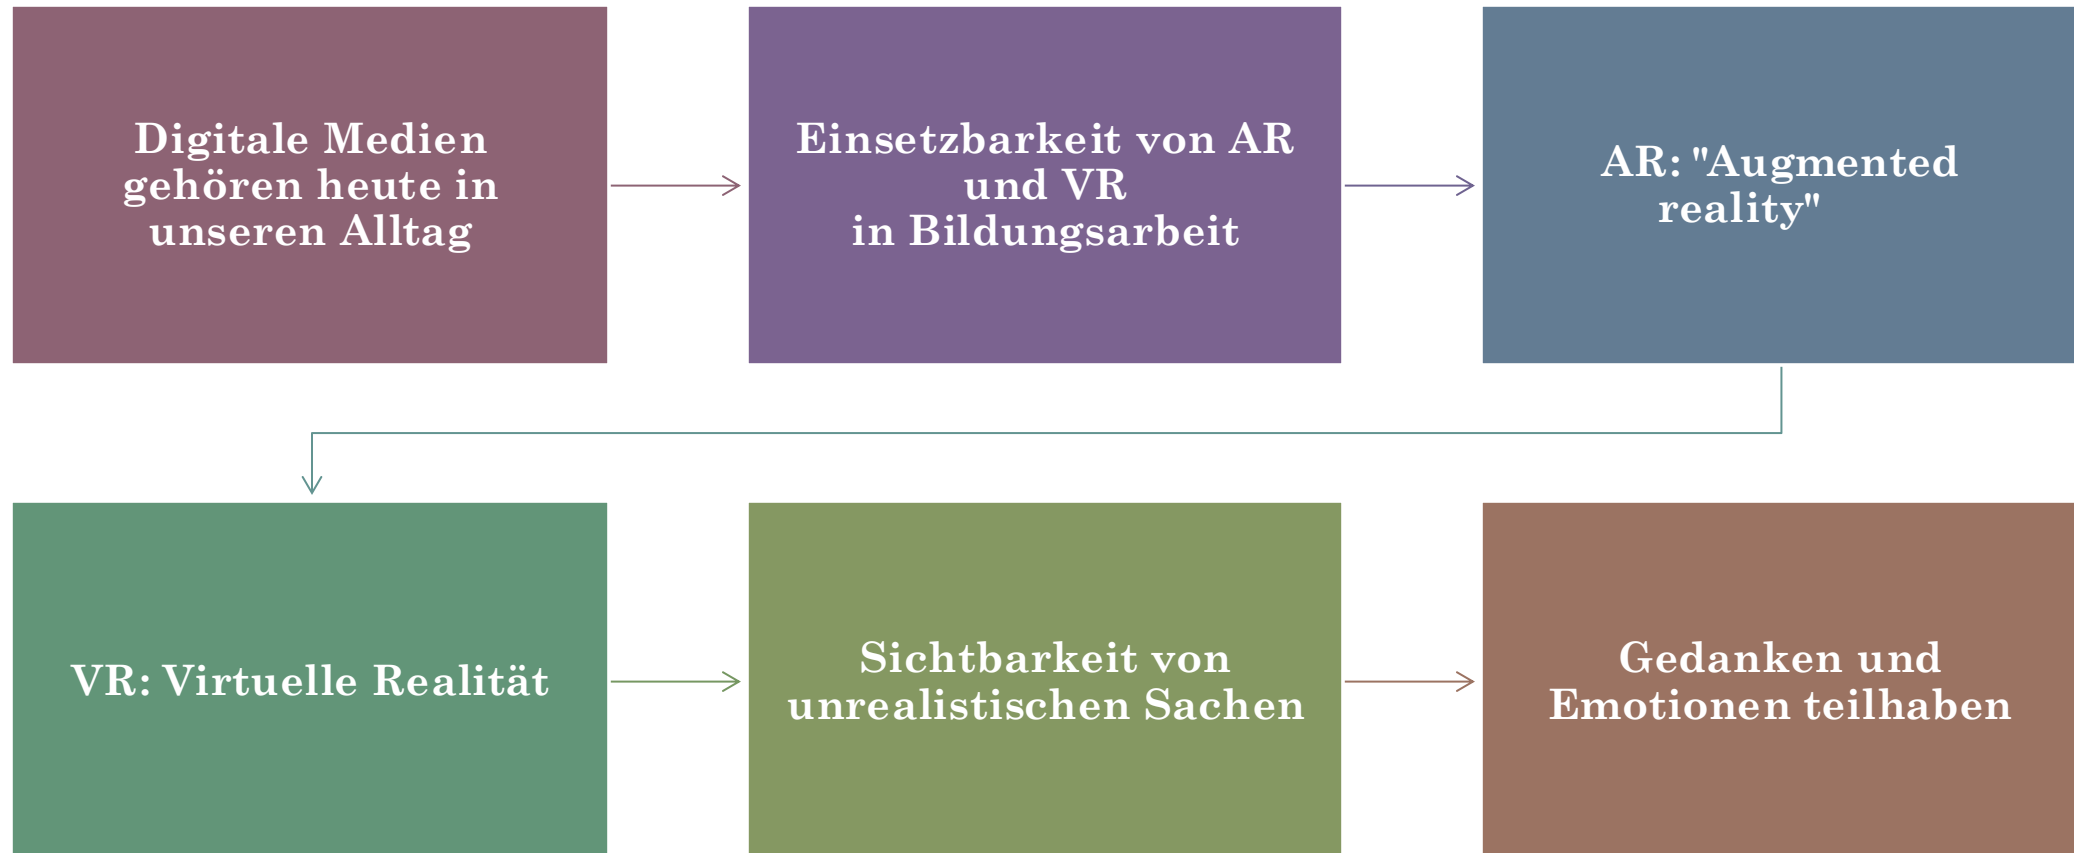 Digitale Medien
gehören heute in
unseren Alltag
Einsetzbarkeit von AR
und VR
in Bildungsarbeit
AR: "Augmented
reality"
VR: Virtuelle Realität
Sichtbarkeit von
unrealistischen Sachen
Gedanken und
Emotionen teilhaben